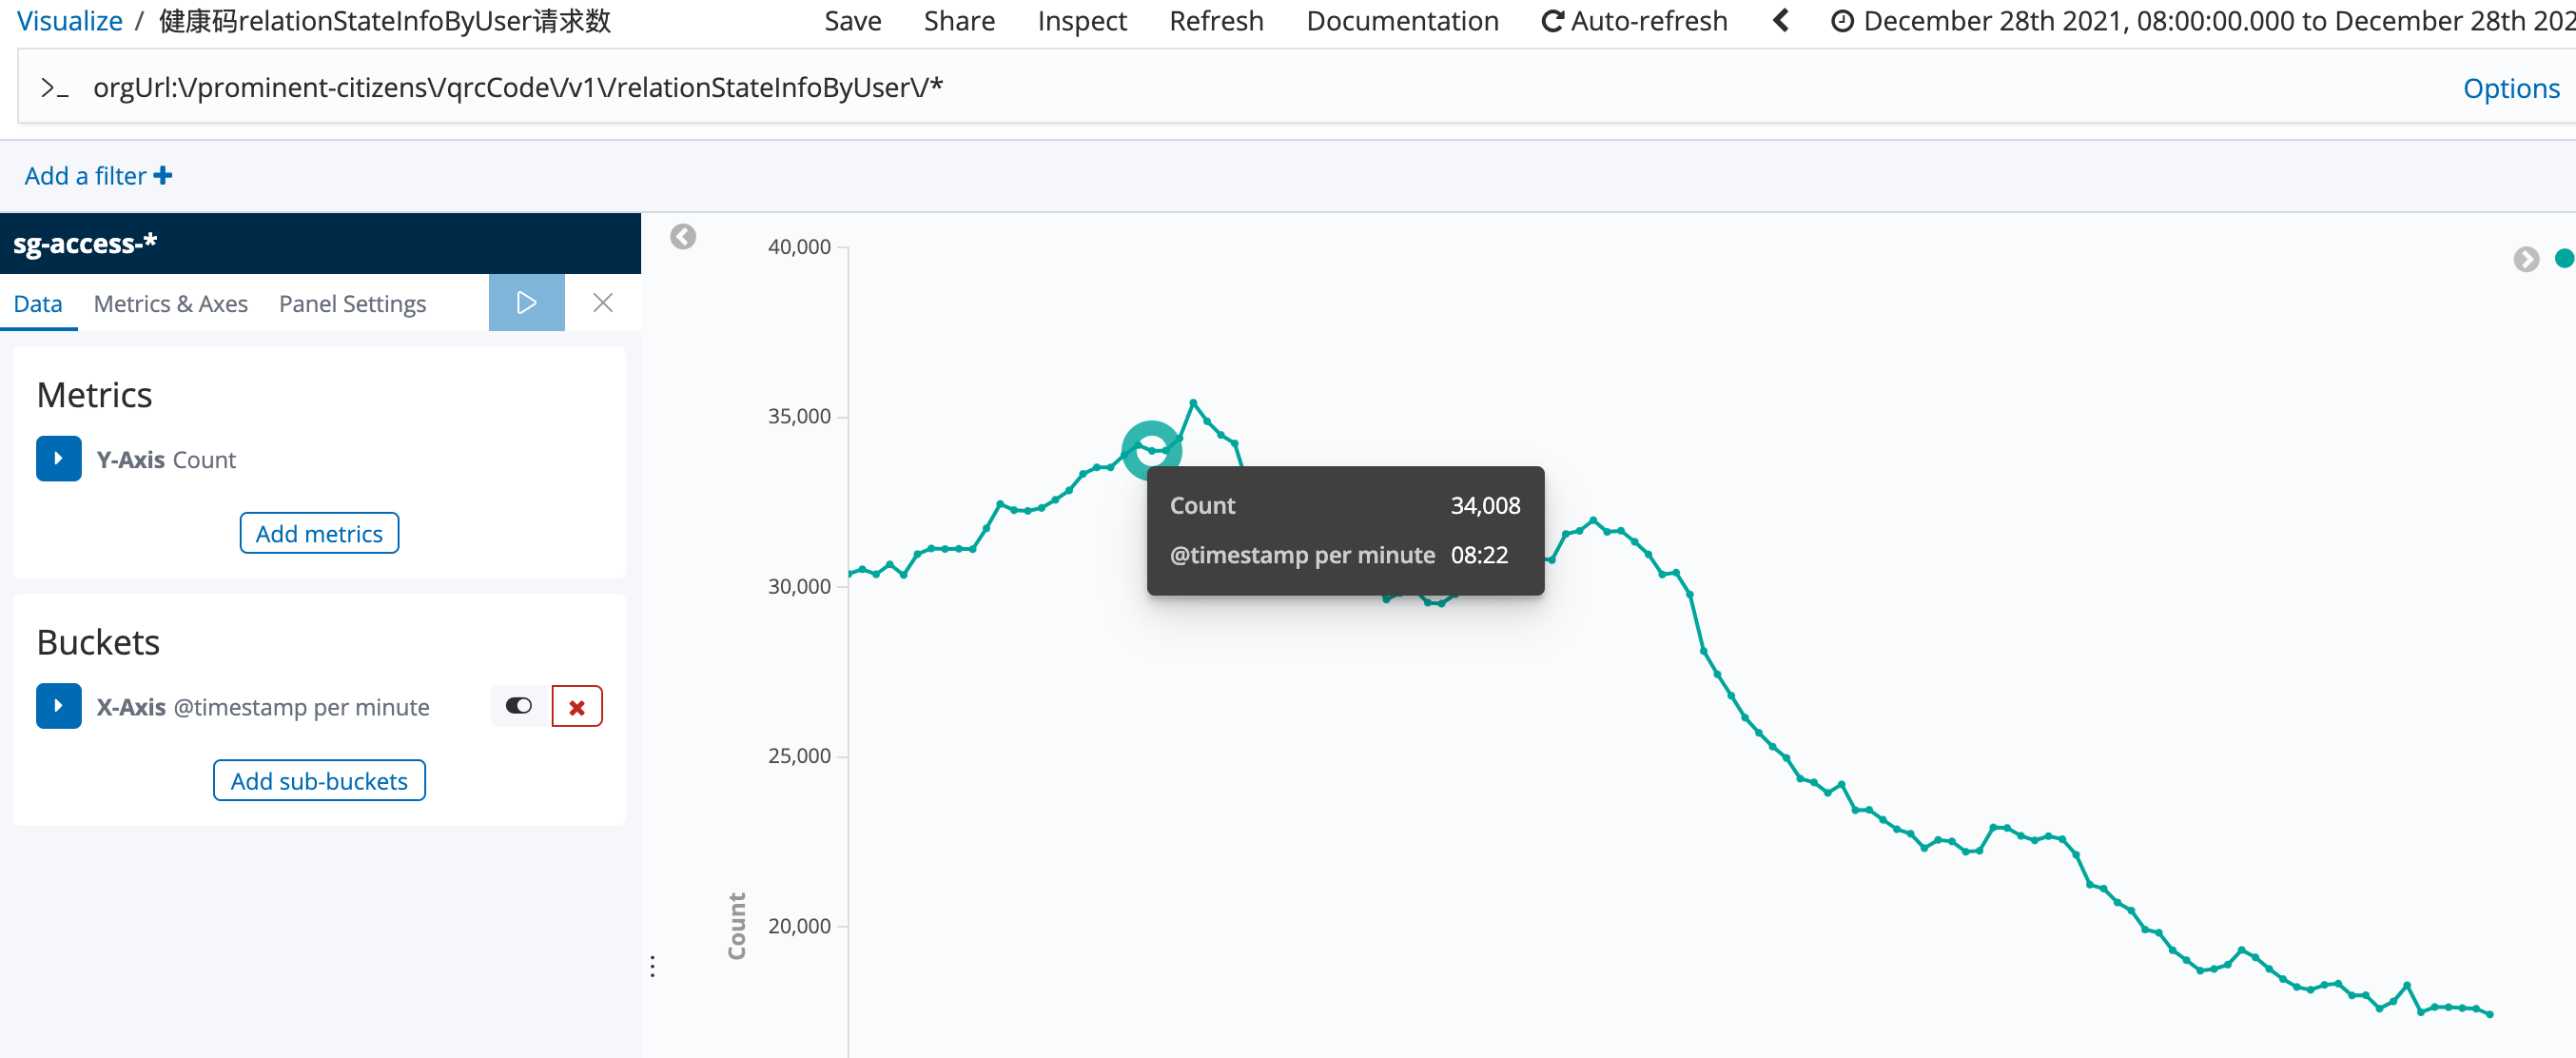 Visualize / 健康码relationStateInfoByUser请求数 Save Share Inspect Refresh Documentation Auto-refresh December 28th 2021, 08:00:00.000 to December 28th 202
>_ orgUrl:\/prominent-citizens\/qrcCode\/v1\/relationStateInfoByUser\/* Options
Add a filter +
sg-access-*
Data Metrics & Axes Panel Settings
Metrics
Y-Axis Count
Add metrics
Buckets
X-Axis @timestamp per minute
Add sub-buckets
40,000
35,000
30,000
25,000
20,000
Count
Count 34,008
@timestamp per minute 08:22